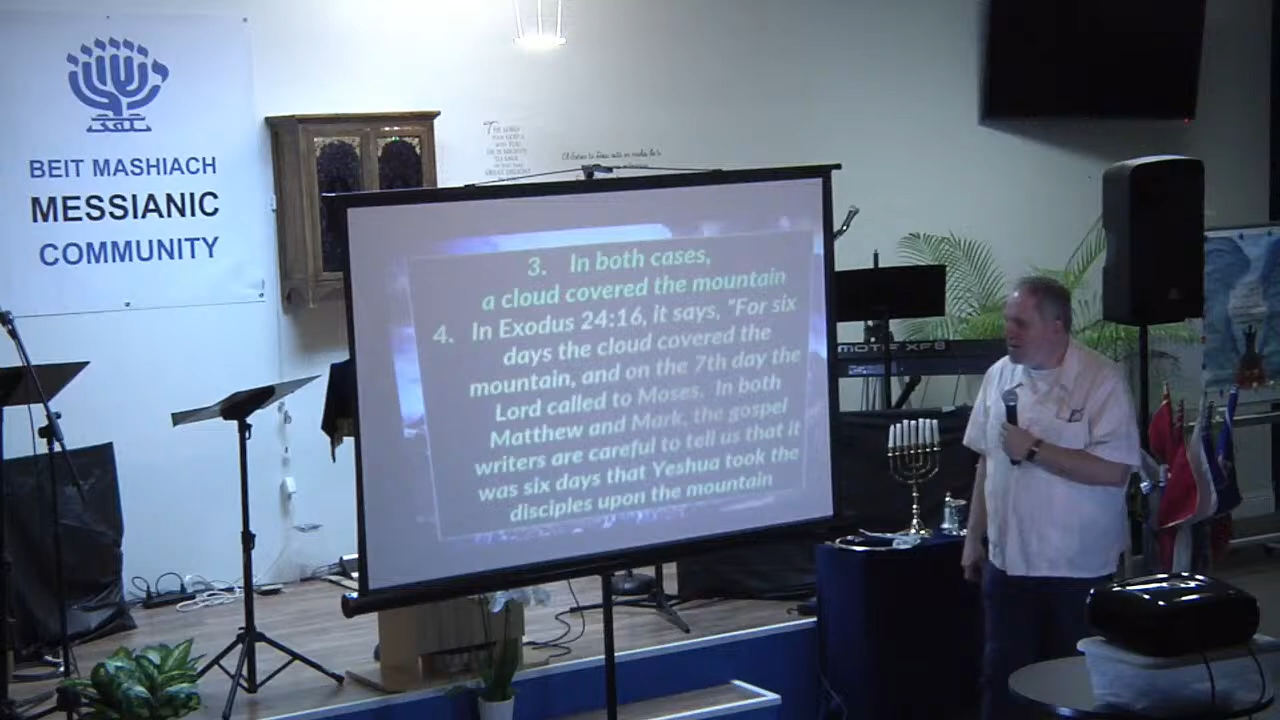 BEIT MASHIACH
MESSIANIC
COMMUNITY
3. In both cases,
a cloud covered the mountain
4. In Exodus 24:16, it says, "For six
days the cloud covered the
mountain, and on the 7th day the
Lord called to Moses. In both
Matthew and Mark, the gospel
writers are careful to tell us that it
was six days that Yeshua took the
disciples upon the mountain
MOTIF XF8